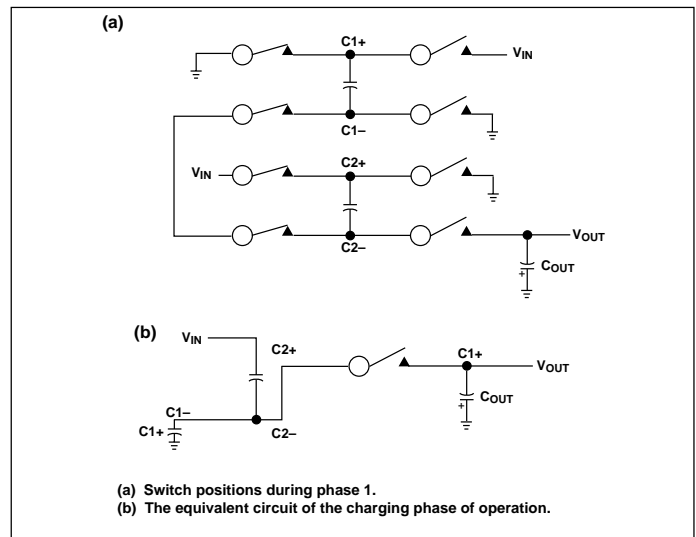 (a)
C1+
VIN
C1–
C2+
VIN
C2–
VOUT
COUT
+
(b)
VIN
C2+
C1+
VOUT
COUT
+
C1–
C1+
C2–
(a) Switch positions during phase 1.
(b) The equivalent circuit of the charging phase of operation.